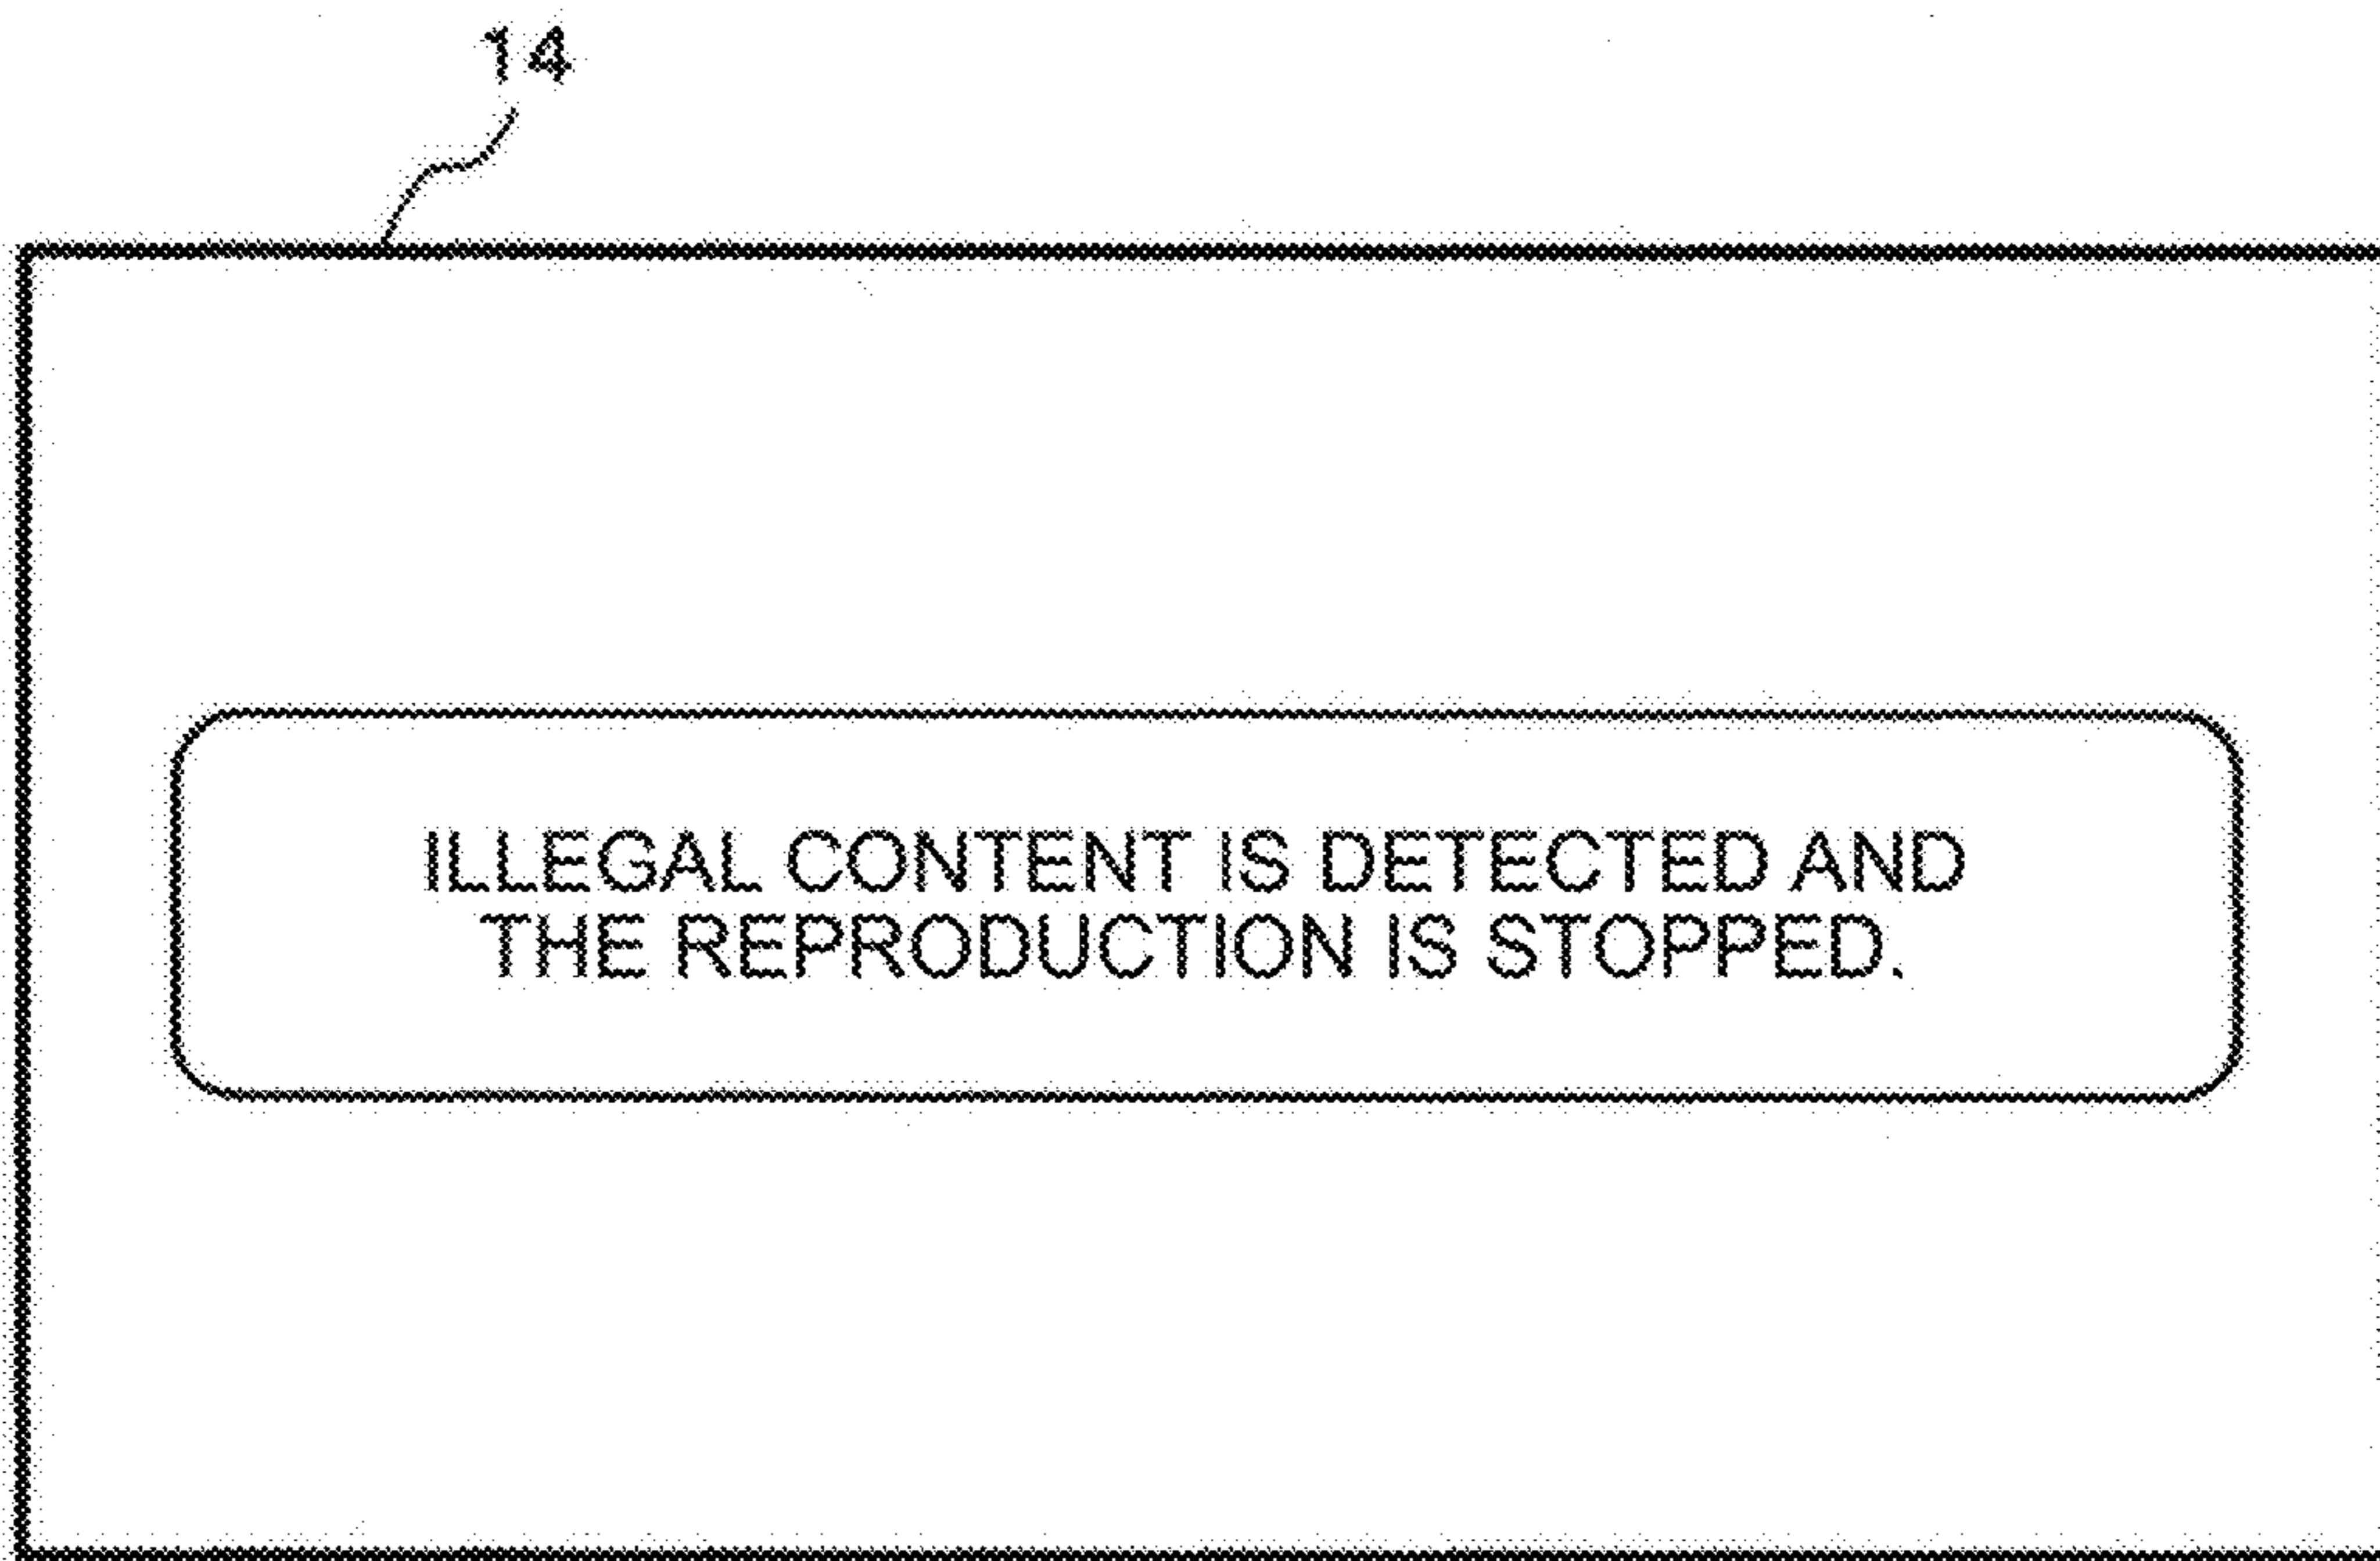 14
ILLEGAL CONTENT IS DETECTED AND
THE REPRODUCTION IS STOPPED.